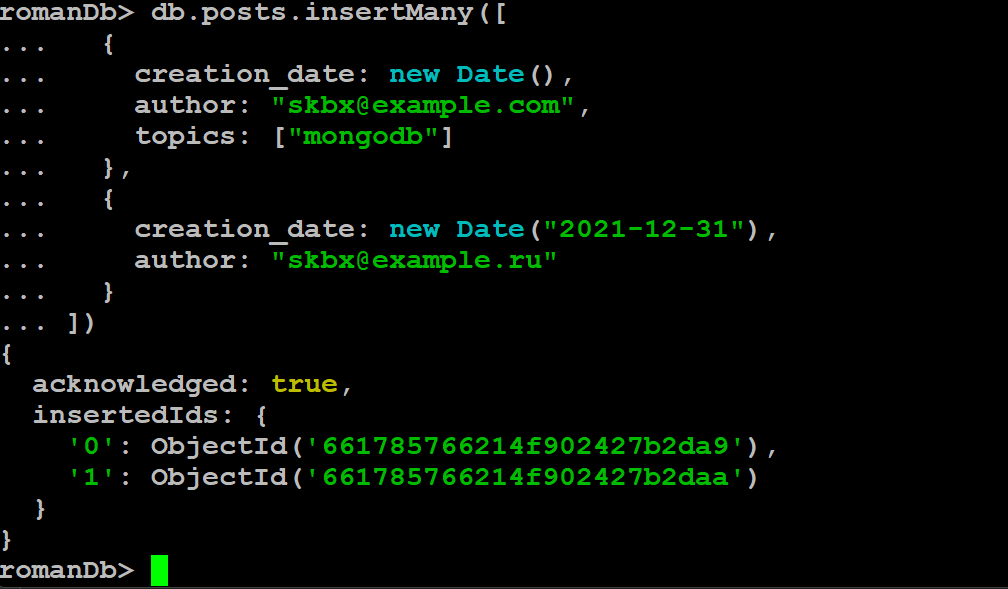 romanDb> db.posts.insertMany([
...   {
...     creation_date: new Date(),
...     author: "skbx@example.com",
...     topics: ["mongodb"]
...   },
...   {
...     creation_date: new Date("2021-12-31"),
...     author: "skbx@example.ru"
...   }
... ])
{
  acknowledged: true,
  insertedIds: {
    '0': ObjectId('661785766214f902427b2da9'),
    '1': ObjectId('661785766214f902427b2daa')
  }
}
romanDb>